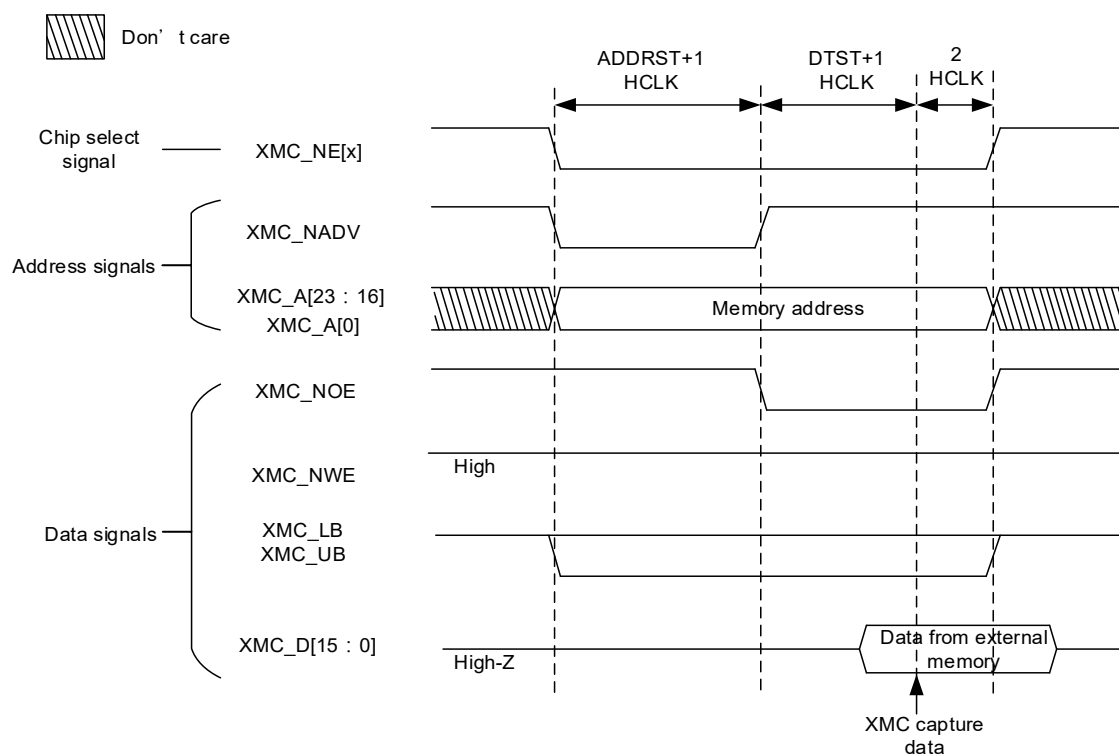 Don’t care
ADDRST+1
HCLK
DTST+1
HCLK
2
HCLK
Chip select
signal
XMC_NE[x]
Address signals
XMC_NADV
XMC_A[23 : 16]
XMC_A[0]
Memory address
Data signals
XMC_NOE
XMC_NWE
High
XMC_LB
XMC_UB
XMC_D[15 : 0]
High-Z
Data from external
memory
XMC capture
data